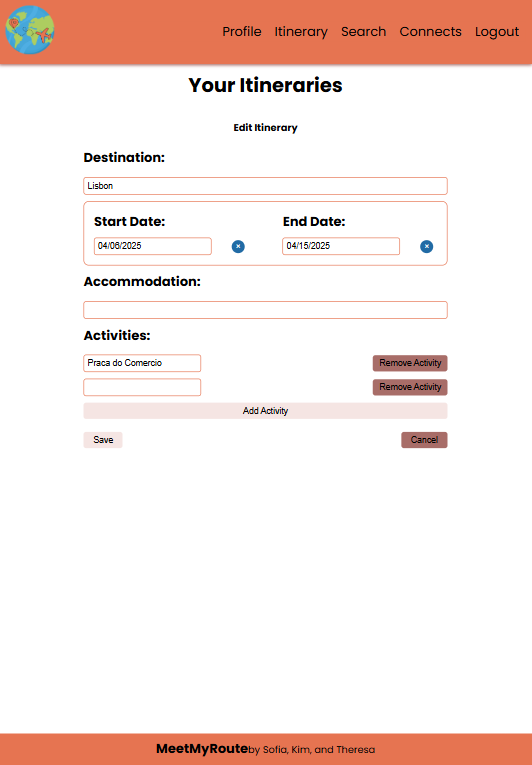 Profile Itinerary Search Connects Logout
Your Itineraries
Edit Itinerary
Destination:
Lisbon
Start Date: End Date:
04/06/2025 × 04/15/2025 ×
Accommodation:
Activities:
Praca do Comercio Remove Activity
Remove Activity
Add Activity
Save Cancel
MeetMyRoute by Sofia, Kim, and Theresa